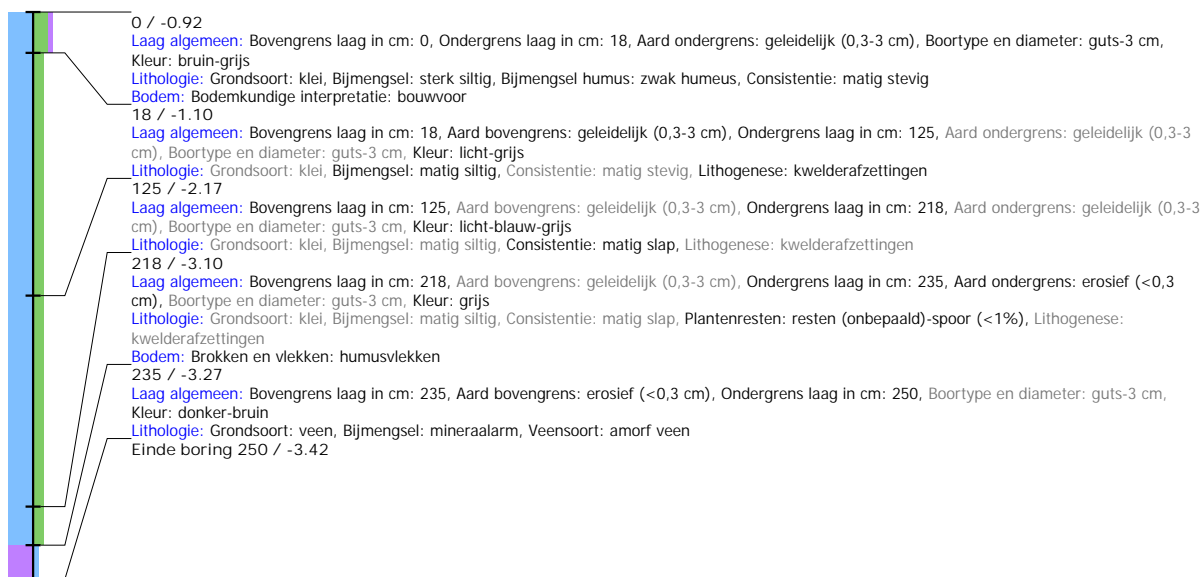 0 / -0.92
Laag algemeen: Bovengrens laag in cm: 0, Ondergrens laag in cm: 18, Aard ondergrens: geleidelijk (0,3-3 cm), Boortype en diameter: guts-3 cm,
Kleur: bruin-grijs
Lithologie: Grondsoort: klei, Bijmengsel: sterk siltig, Bijmengsel humus: zwak humeus, Consistentie: matig stevig
Bodem: Bodemkundige interpretatie: bouwvoor
18 / -1.10
Laag algemeen: Bovengrens laag in cm: 18, Aard bovengrens: geleidelijk (0,3-3 cm), Ondergrens laag in cm: 125, Aard ondergrens: geleidelijk (0,3-3
cm), Boortype en diameter: guts-3 cm, Kleur: licht-grijs
Lithologie: Grondsoort: klei, Bijmengsel: matig siltig, Consistentie: matig stevig, Lithogenese: kwelderafzettingen
125 / -2.17
Laag algemeen: Bovengrens laag in cm: 125, Aard bovengrens: geleidelijk (0,3-3 cm), Ondergrens laag in cm: 218, Aard ondergrens: geleidelijk (0,3-3
cm), Boortype en diameter: guts-3 cm, Kleur: licht-blauw-grijs
Lithologie: Grondsoort: klei, Bijmengsel: matig siltig, Consistentie: matig slap, Lithogenese: kwelderafzettingen
218 / -3.10
Laag algemeen: Bovengrens laag in cm: 218, Aard bovengrens: geleidelijk (0,3-3 cm), Ondergrens laag in cm: 235, Aard ondergrens: erosief (<0,3
cm), Boortype en diameter: guts-3 cm, Kleur: grijs
Lithologie: Grondsoort: klei, Bijmengsel: matig siltig, Consistentie: matig slap, Plantenresten: resten (onbepaald)-spoor (<1%), Lithogenese:
kwelderafzettingen
Bodem: Brokken en vlekken: humusvlekken
235 / -3.27
Laag algemeen: Bovengrens laag in cm: 235, Aard bovengrens: erosief (<0,3 cm), Ondergrens laag in cm: 250, Boortype en diameter: guts-3 cm,
Kleur: donker-bruin
Lithologie: Grondsoort: veen, Bijmengsel: mineraalarm, Veensoort: amorf veen
Einde boring 250 / -3.42